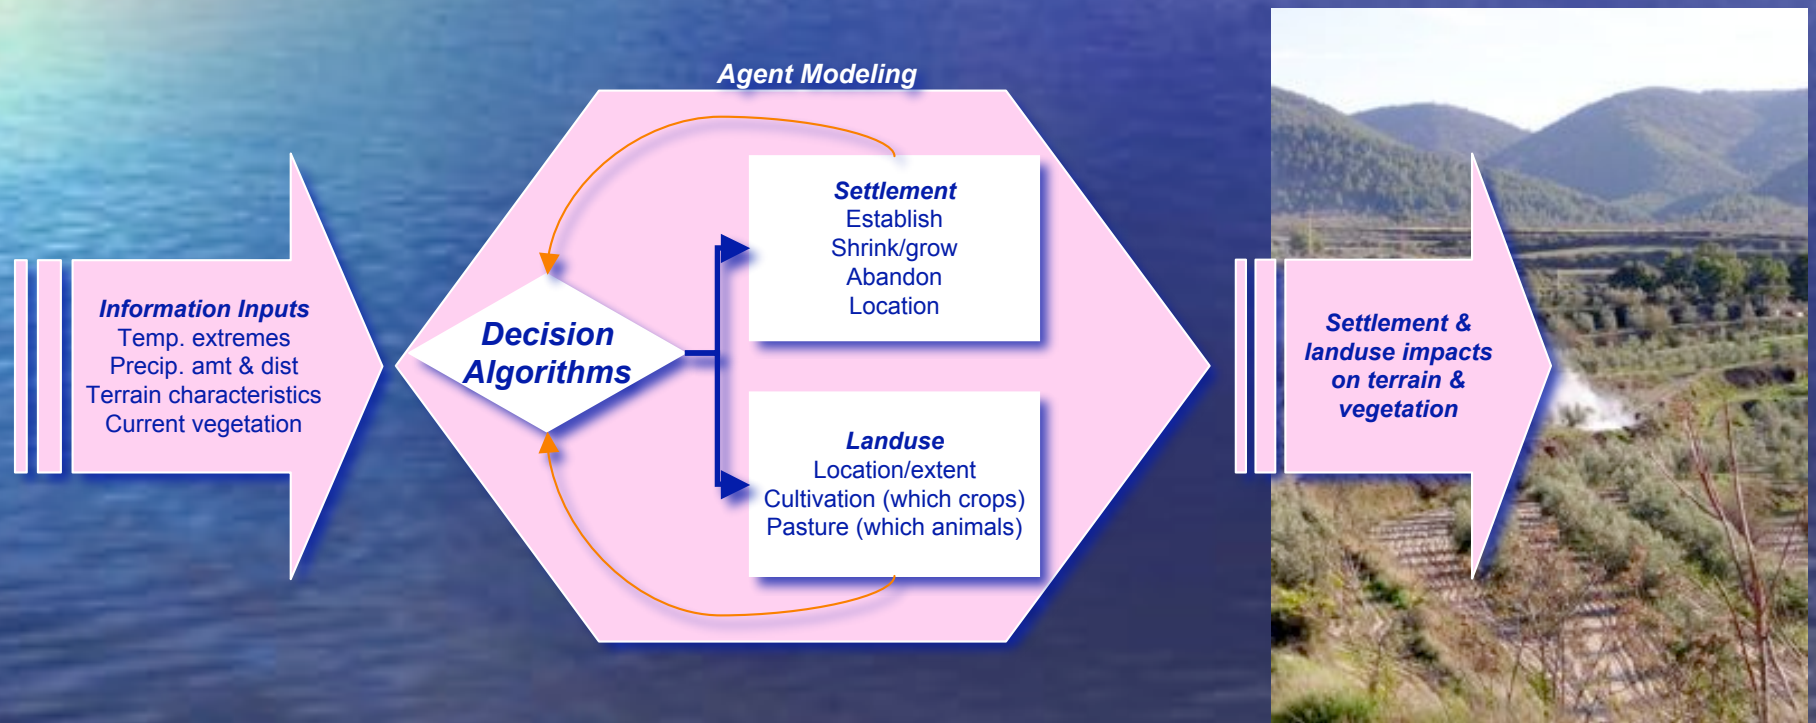 Agent Modeling
Information Inputs
Temp. extremes
Precip. amt & dist
Terrain characteristics
Current vegetation
Decision
Algorithms
Settlement
Establish
Shrink/grow
Abandon
Location
Landuse
Location/extent
Cultivation (which crops)
Pasture (which animals)
Settlement &
landuse impacts
on terrain &
vegetation